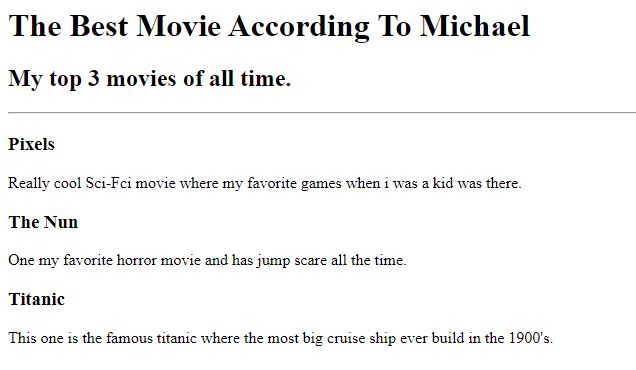 The Best Movie According To Michael
My top 3 movies of all time.
Pixels
Really cool Sci-Fci movie where my favorite games when i was a kid was there.
The Nun
One my favorite horror movie and has jump scare all the time.
Titanic
This one is the famous titanic where the most big cruise ship ever build in the 1900's.